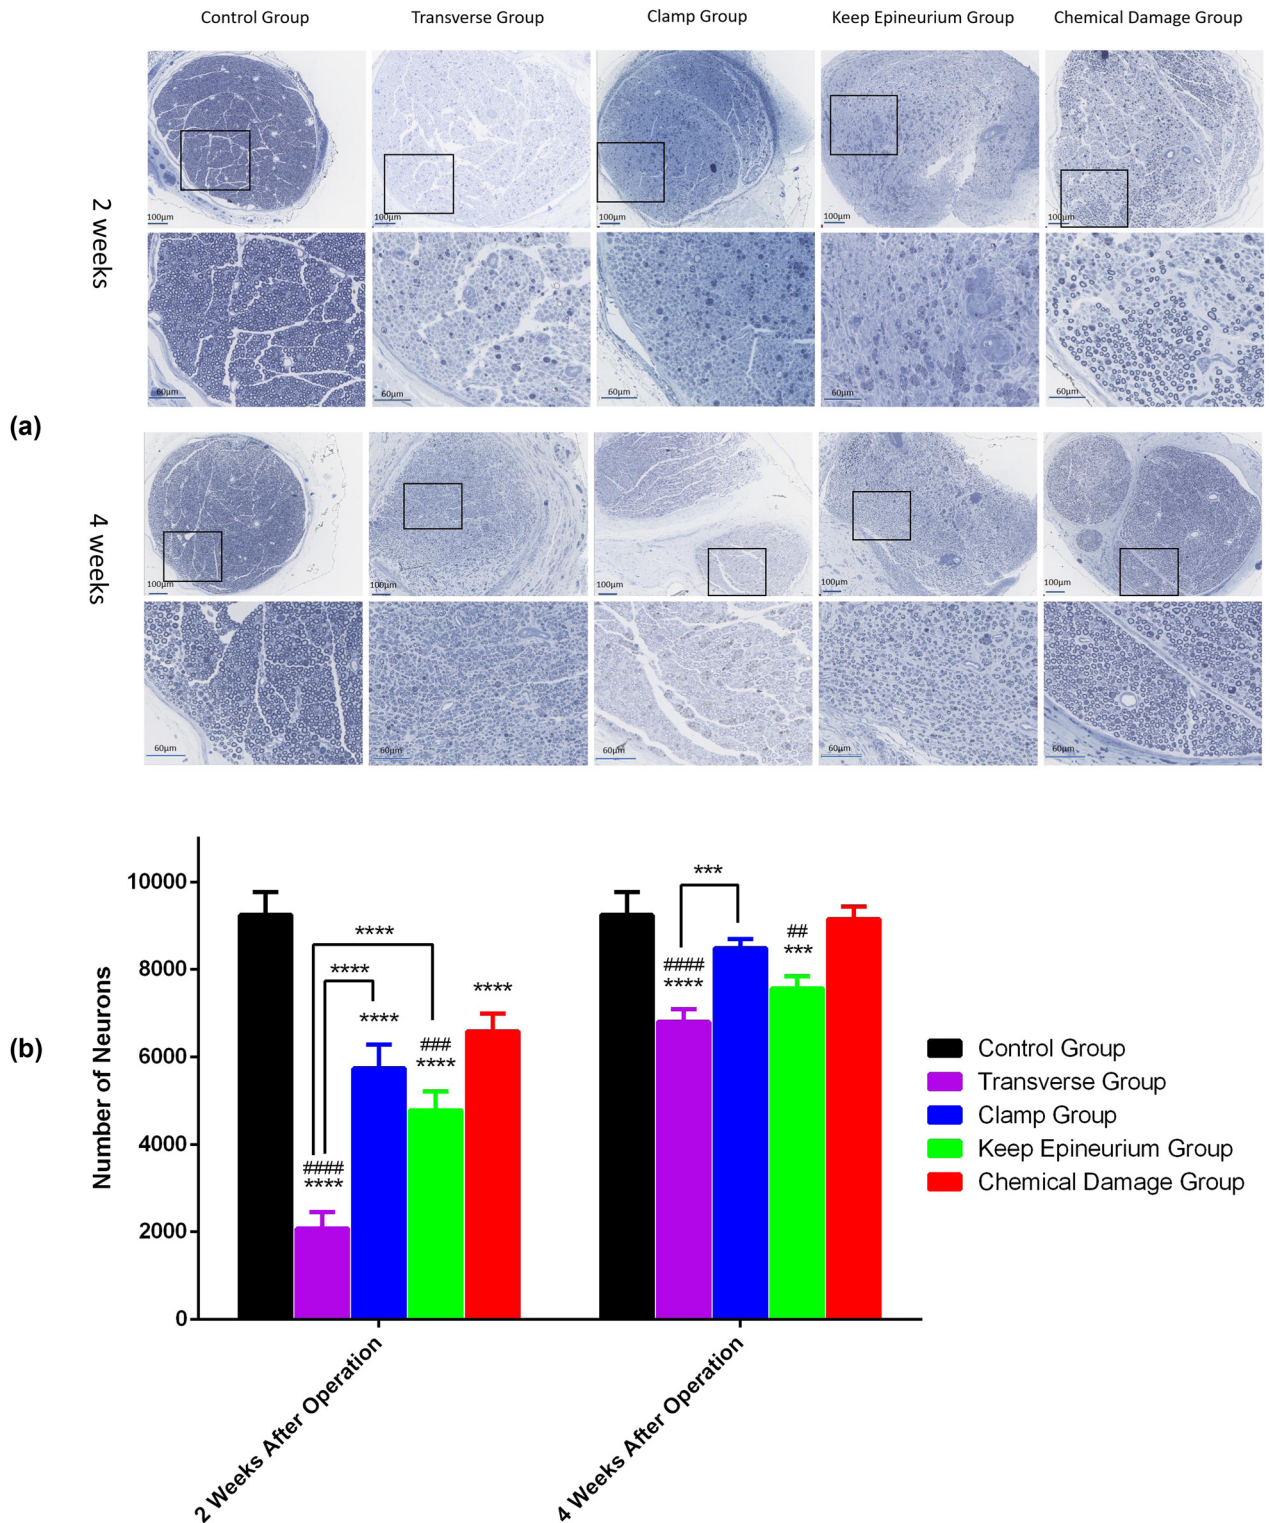 Control Group Transverse Group Clamp Group Keep Epineurium Group Chemical Damage Group
2 weeks
100μm 100μm 100μm 100μm 100μm
60μm 60μm 60μm 60μm 60μm
(a)
4 weeks
100μm 100μm 100μm 100μm 100μm
60μm 60μm 60μm 60μm 60μm
(b)
Number of Neurons
10000
8000
6000
4000
2000
0
****
****
****
###
****
****
####
****
***
####
****
##
***
2 Weeks After Operation
4 Weeks After Operation
Control Group
Transverse Group
Clamp Group
Keep Epineurium Group
Chemical Damage Group